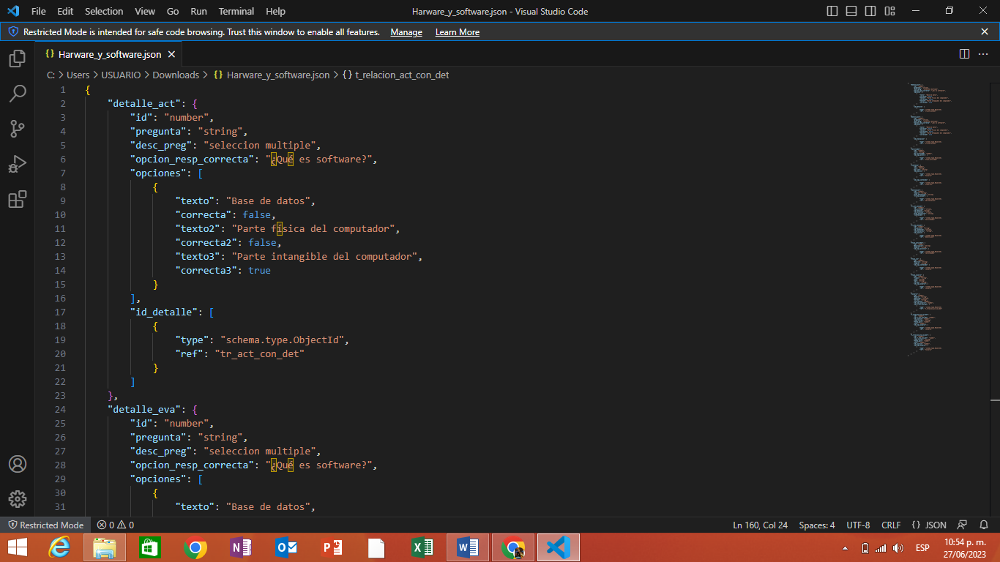 File Edit Selection View Go Run Terminal Help Harware_y_software.json - Visual Studio Code
Restricted Mode is intended for safe code browsing. Trust this window to enable all features. Manage Learn More
{} Harware_y_software.json
C: > Users > USUARIO > Downloads > {} Harware_y_software.json > {} t_relacion_act_con_det
1 {
2 "detalle_act": {
3 "id": "number",
4 "pregunta": "string",
5 "desc_preg": "seleccion multiple",
6 "opcion_resp_correcta": "¿Qué es software?",
7 "opciones": [
8 {
9 "texto": "Base de datos",
10 "correcta": false,
11 "texto2": "Parte física del computador",
12 "correcta2": false,
13 "texto3": "Parte intangible del computador",
14 "correcta3": true
15 }
16 ],
17 "id_detalle": [
18 {
19 "type": "schema.type.ObjectId",
20 "ref": "tr_act_con_det"
21 }
22 ]
23 },
24 "detalle_eva": {
25 "id": "number",
26 "pregunta": "string",
27 "desc_preg": "seleccion multiple",
28 "opcion_resp_correcta": "¿Qué es software?",
29 "opciones": [
30 {
31 "texto": "Base de datos",
Restricted Mode 0 0 Ln 160, Col 24 Spaces: 4 UTF-8 CRLF {} JSON
ESP 10:54 p. m.
27/06/2023